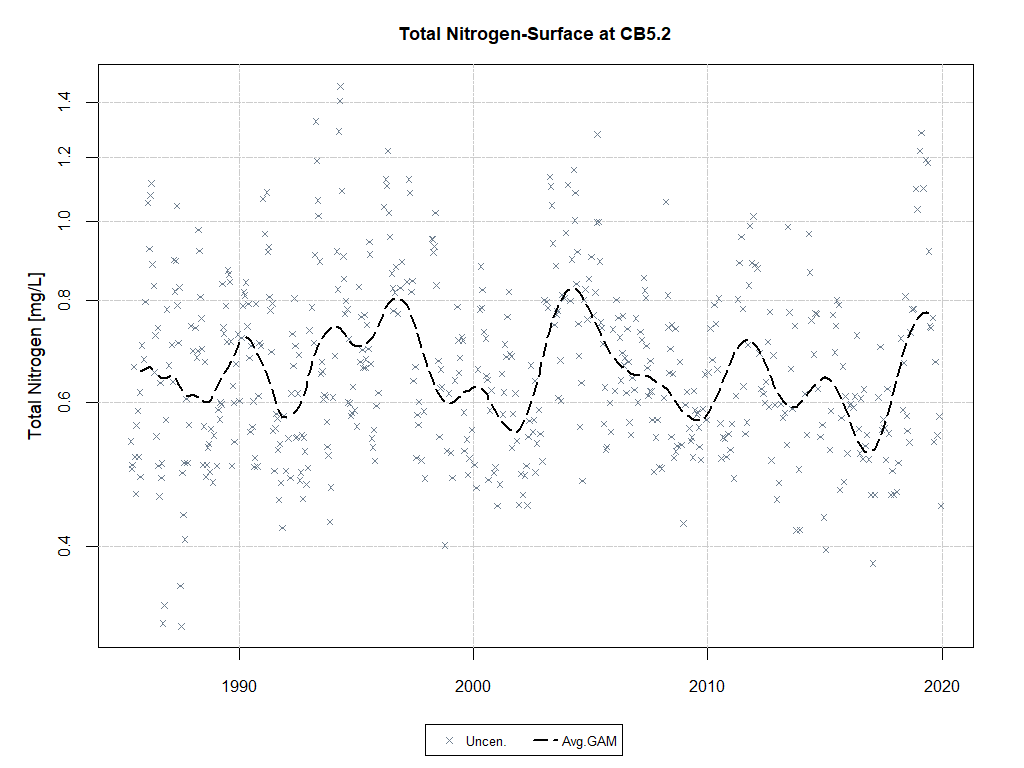 Total Nitrogen-Surface at CB5.2
Total Nitrogen [mg/L]
1.4
1.2
1.0
0.8
0.6
0.4
1990 2000 2010 2020
Uncen. Avg.GAM